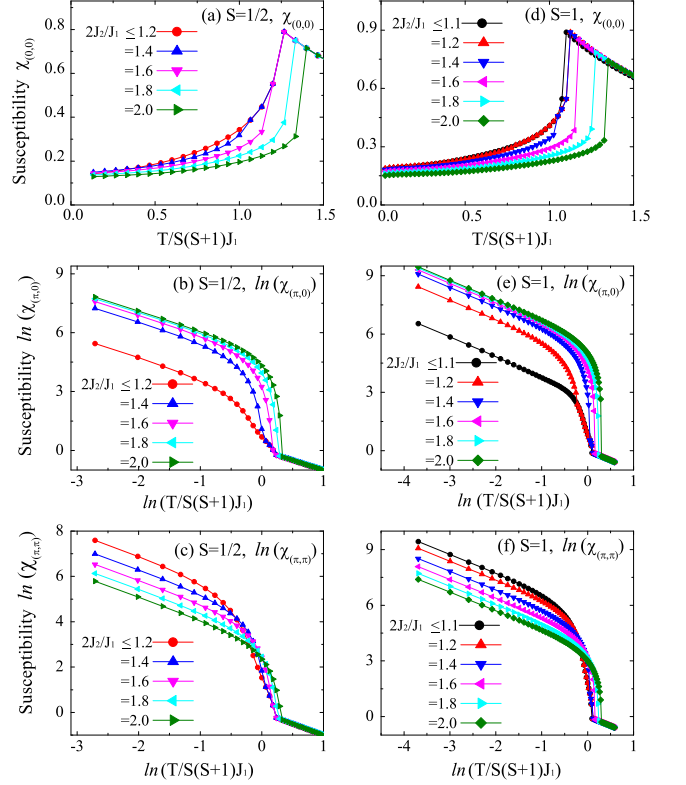 (a) S=1/2, χ(0,0)
Susceptibility χ(0,0)
0.8
0.6
0.4
0.2
0.0
2J₂/J₁ ≤1.2
=1.4
=1.6
=1.8
=2.0
0.0 0.5 1.0 1.5
T/S(S+1)J₁
(d) S=1, χ(0,0)
0.9
0.6
0.3
0.0
2J₂/J₁ ≤1.1
=1.2
=1.4
=1.6
=1.8
=2.0
0.0 0.5 1.0 1.5
T/S(S+1)J₁
(b) S=1/2, ln(χ(π,0))
Susceptibility ln(χ(π,0))
9
6
3
0
2J₂/J₁ ≤1.2
=1.4
=1.6
=1.8
=2,0
-3 -2 -1 0 1
ln(T/S(S+1)J₁)
(e) S=1, ln(χ(π,0))
9
6
3
0
2J₂/J₁ ≤1.1
=1.2
=1.4
=1.6
=1.8
=2.0
-4 -3 -2 -1 0 1
ln(T/S(S+1)J₁)
(c) S=1/2, ln(χ(π,π))
Susceptibility ln(χ(π,π))
8
6
4
2
0
2J₂/J₁ ≤1.2
=1.4
=1.6
=1.8
=2.0
-3 -2 -1 0 1
ln(T/S(S+1)J₁)
(f) S=1, ln(χ(π,π))
9
6
3
0
2J₂/J₁ ≤1.1
=1.2
=1.4
=1.6
=1.8
=2.0
-4 -3 -2 -1 0 1
ln(T/S(S+1)J₁)